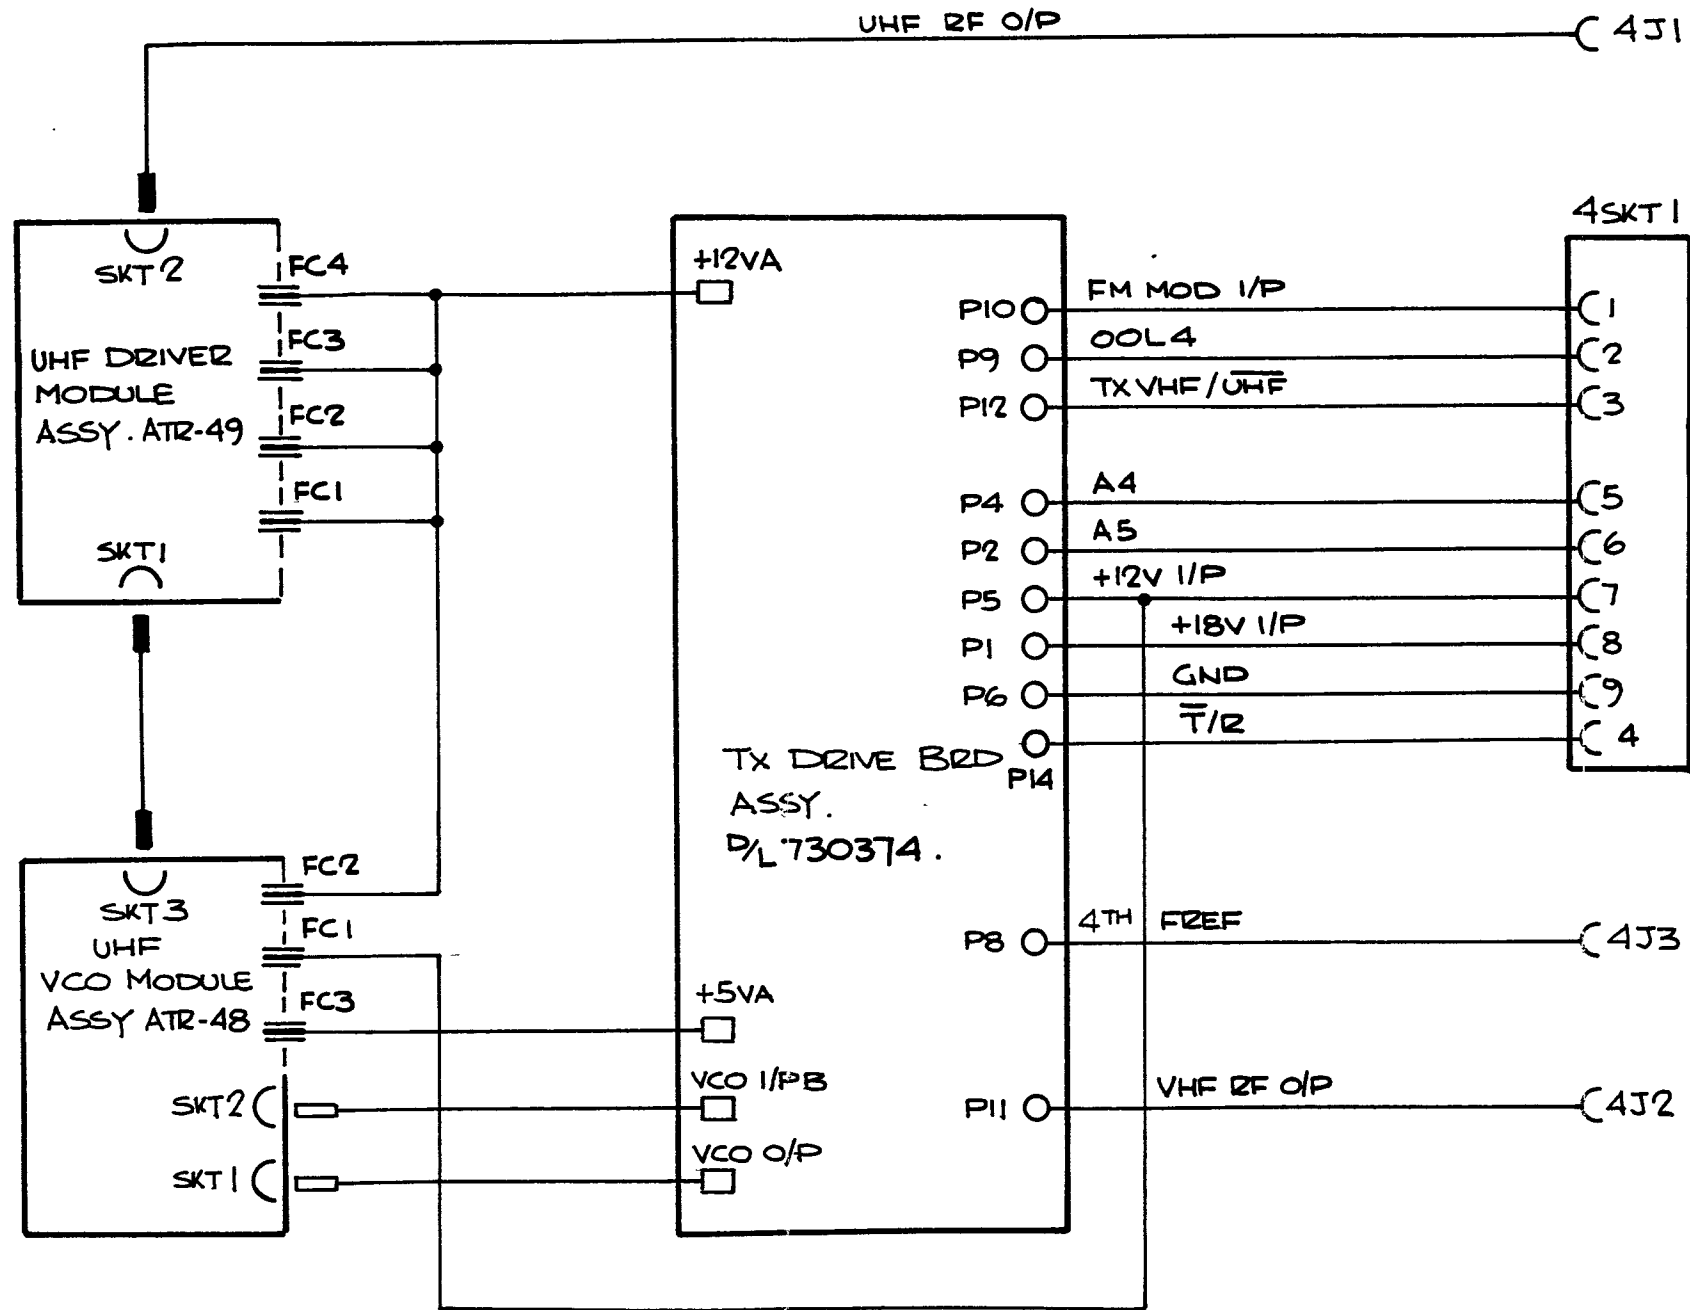 UHF RF O/P
4J1
SKT2
FC4
FC3
UHF DRIVER
MODULE
ASSY. ATR-49
FC2
FC1
SKT1
+12VA
4SKT1
P10
FM MOD I/P
1
P9
OOL4
2
P12
TX VHF/U̅H̅F̅
3
P4
A4
5
P2
A5
6
P5
+12V I/P
7
P1
+18V I/P
8
P6
GND
9
T̅/R
4
P14
TX DRIVE BRD
ASSY.
D/L 730374.
FC2
SKT3
FC1
UHF
VCO MODULE
ASSY ATR-48
FC3
+5VA
SKT2
VCO I/PB
SKT1
VCO O/P
P8
4TH FREF
4J3
P11
VHF RF O/P
4J2